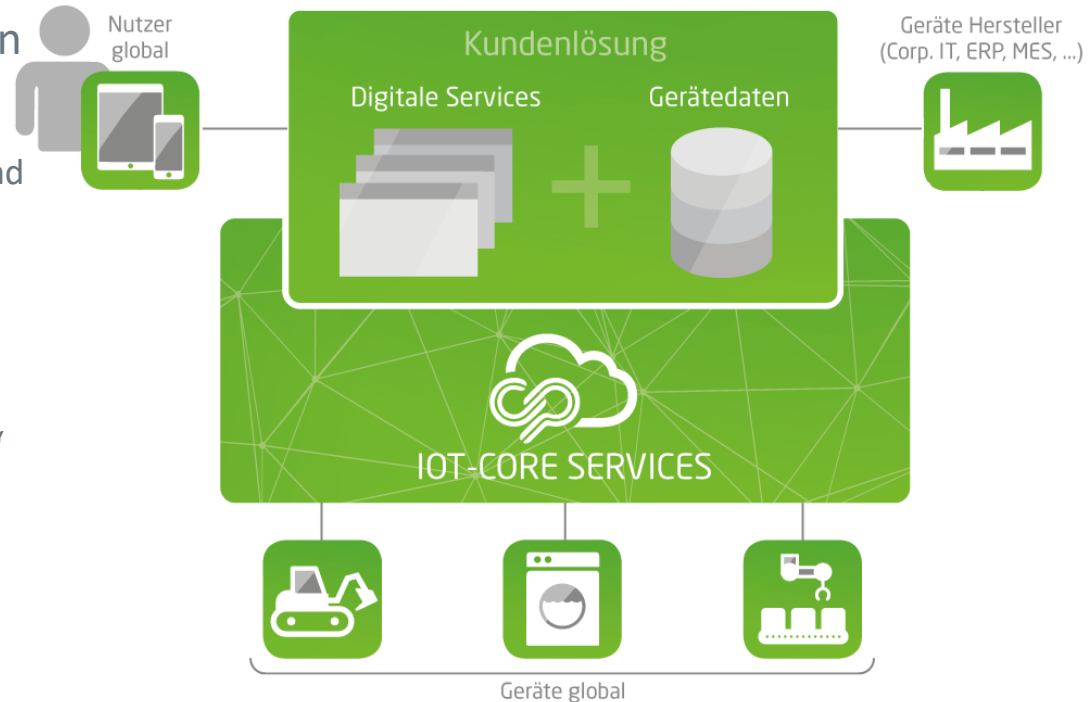 Nutzer
global
Kundenlösung
Geräte Hersteller
(Corp. IT, ERP, MES, ...)
Digitale Services
Gerätedaten
+
IOT-CORE SERVICES
Geräte global